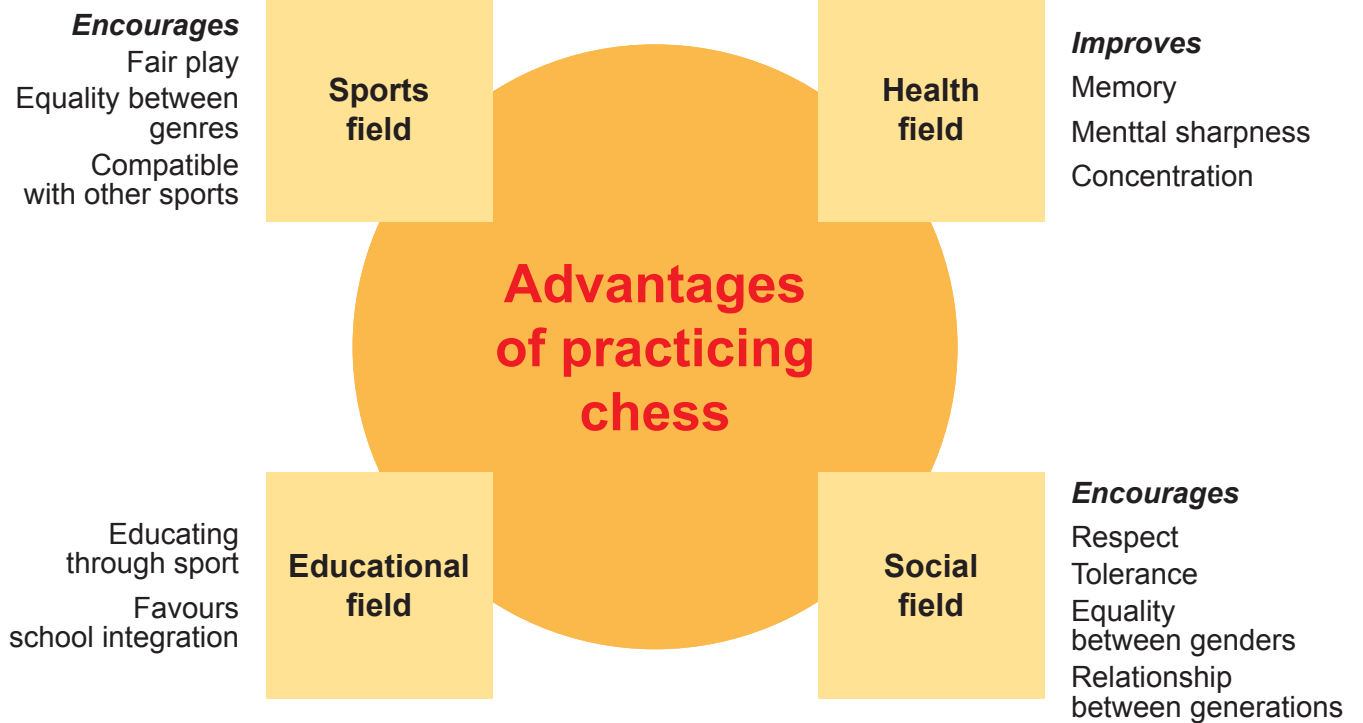 Encourages
Fair play
Equality between
genres
Compatible
with other sports
Sports
field
Health
field
Improves
Memory
Menttal sharpness
Concentration
Advantages
of practicing
chess
Educating
through sport
Favours
school integration
Educational
field
Social
field
Encourages
Respect
Tolerance
Equality
between genders
Relationship
between generations